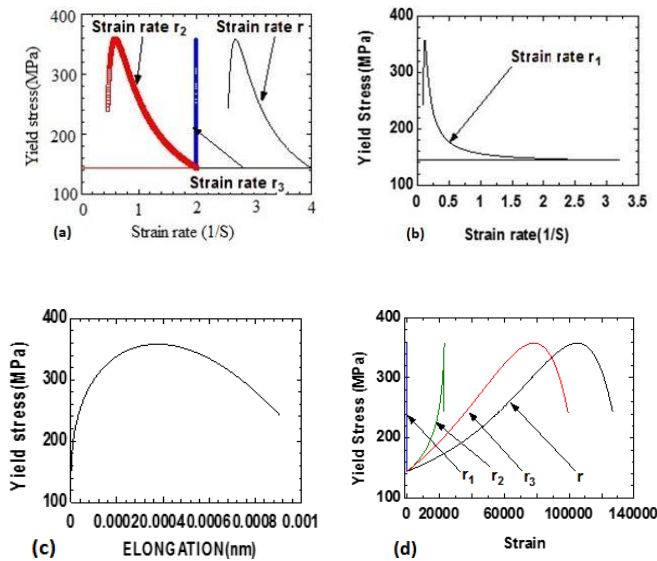 Yield stress(MPa)
400
300
200
100
Strain rate r2
Strain rate r
Strain rate r3
0
1
2
3
4
(a)
Strain rate (1/S)
Yield Stress(MPa)
400
300
200
100
Strain rate r1
0
0.5
1
1.5
2
2.5
3
3.5
(b)
Strain rate(1/S)
Yield stress(MPa)
400
300
200
100
0
0.0002
0.0004
0.0006
0.0008
0.001
(c)
ELONGATION(nm)
Yield Stress(MPa)
400
300
200
100
r1
r2
r3
r
0
20000
60000
100000
140000
(d)
Strain